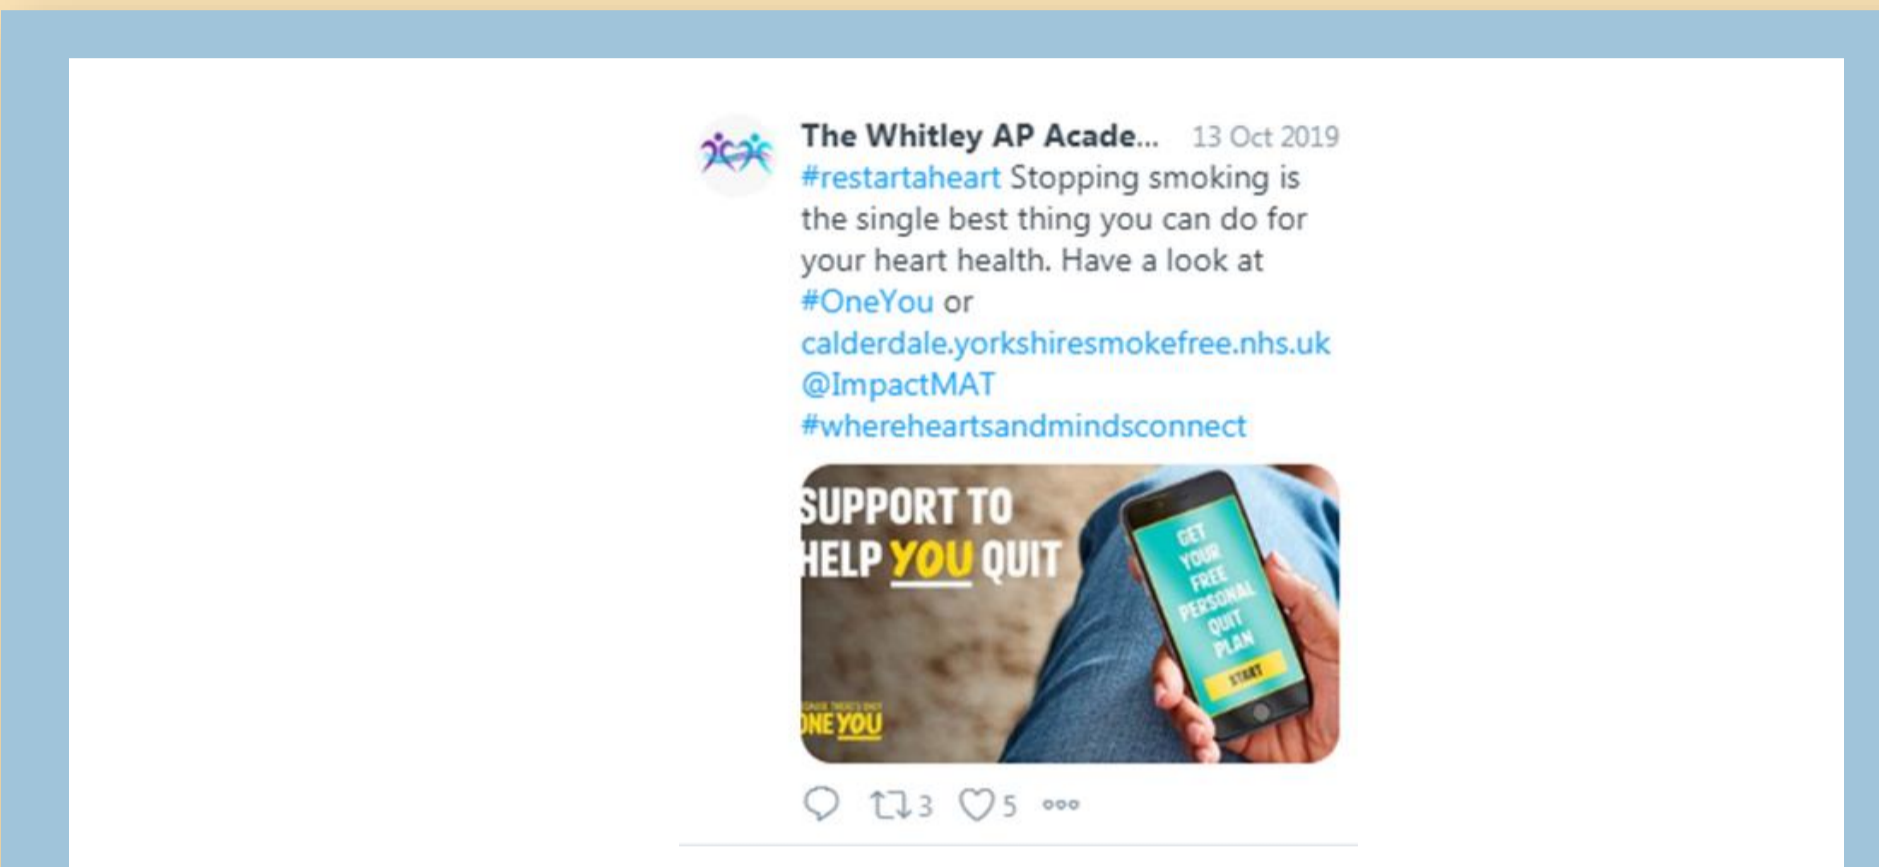 The Whitley AP Acade... 13 Oct 2019
#restartaheart Stopping smoking is
the single best thing you can do for
your heart health. Have a look at
#OneYou or
calderdale.yorkshiresmokefree.nhs.uk
@ImpactMAT
#whereheartsandmindsconnect
SUPPORT TO
HELP YOU QUIT
GET
YOUR
FREE
PERSONAL
QUIT
PLAN
START
THERE'S ONLY
ONE YOU
3 5